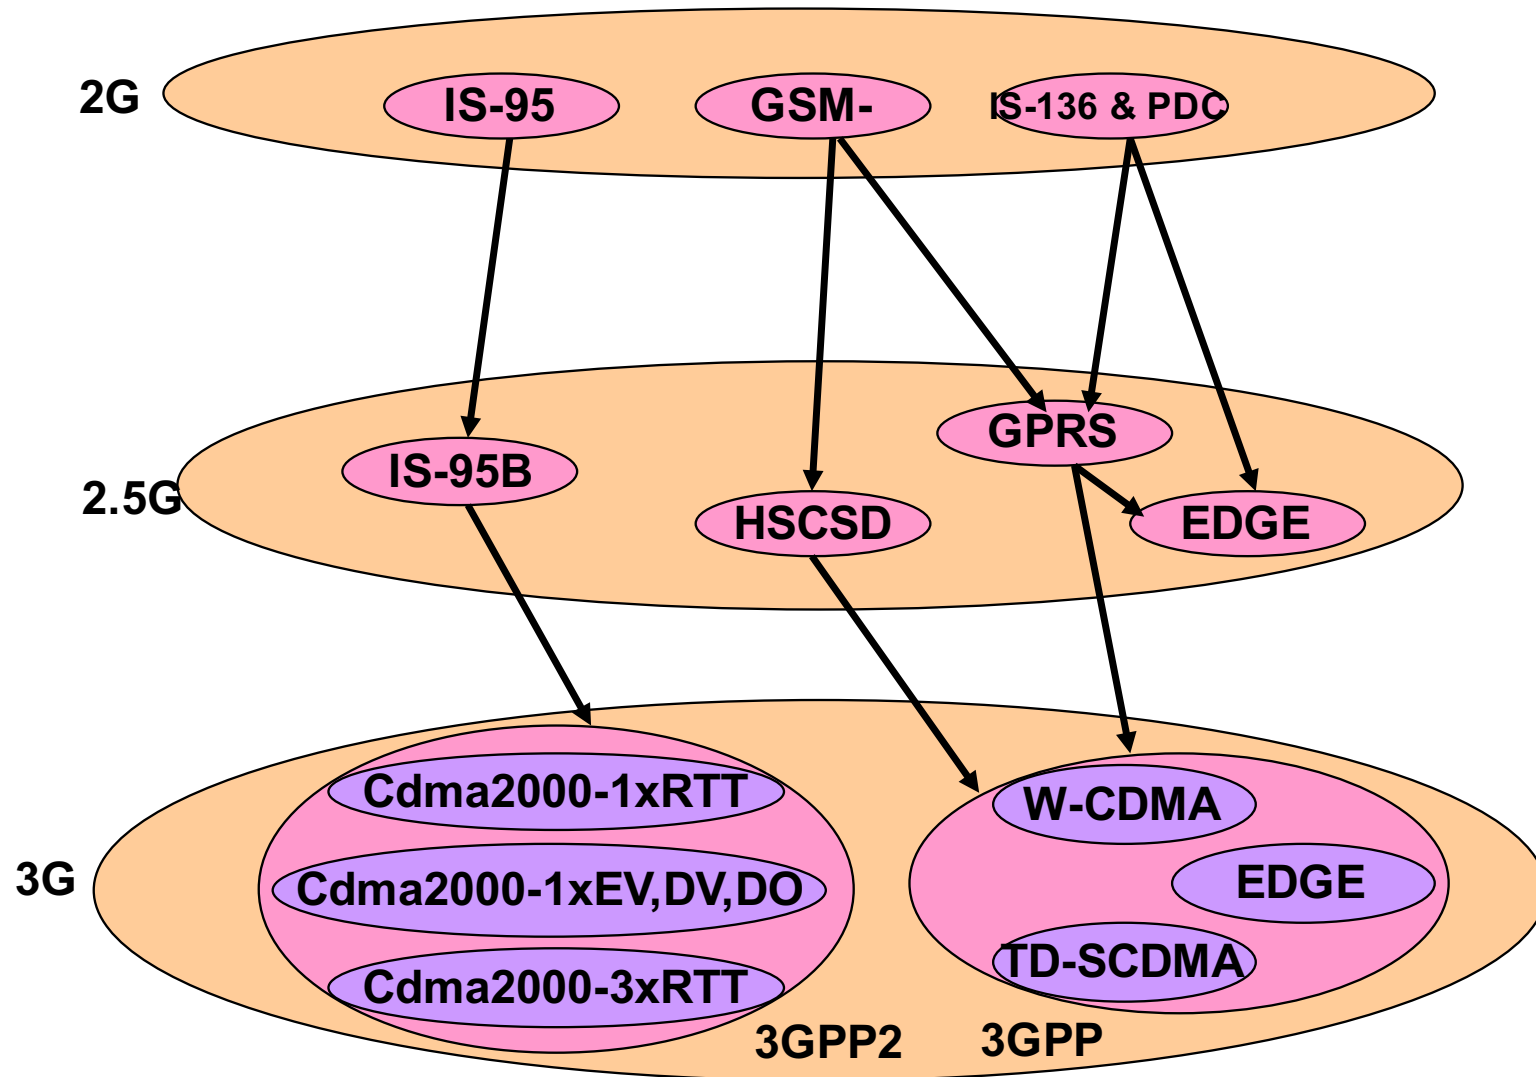 2G
IS-95
GSM-
IS-136 & PDC
GPRS
IS-95B
2.5G
HSCSD
EDGE
Cdma2000-1xRTT
W-CDMA
3G
Cdma2000-1xEV,DV,DO
EDGE
TD-SCDMA
Cdma2000-3xRTT
3GPP2
3GPP